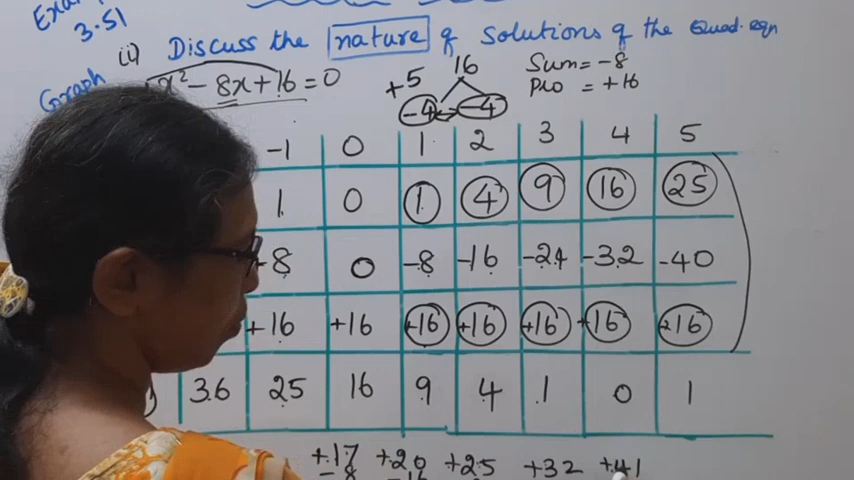 3.51
(ii) Discuss the nature of solutions of the Quad.eqn
Graph
x² - 8x + 16 = 0
+5
16
-4 -4
Sum = -8
Pro = +16
-1 0 1 2 3 4 5
1 0 1 4 9 16 25
+8 0 -8 -16 -24 -32 -40
+16 +16 +16 +16 +16 +16 +16
36 25 16 9 4 1 0 1
+17 +20 +25 +32 +41
-8 -16